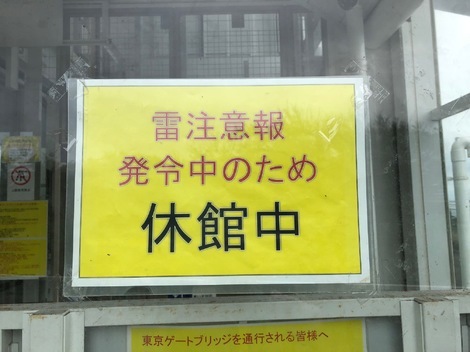 雷注意報
発令中のため
休館中
東京ゲートブリッジを通行される皆様へ